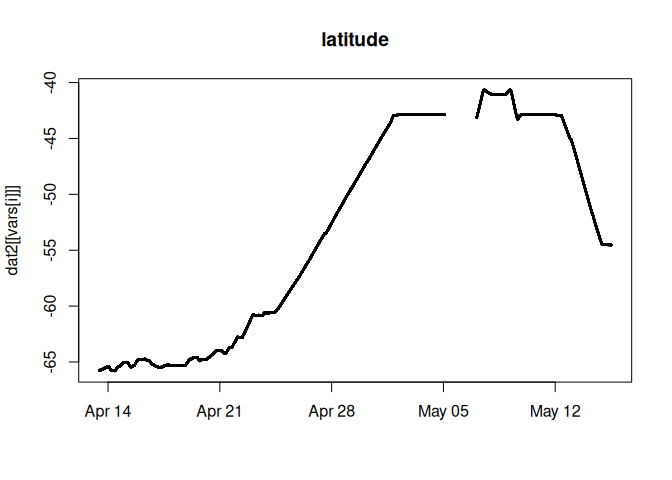 latitude
dat2[[vars[i]]]
-40
-45
-50
-55
-60
-65
Apr 14
Apr 21
Apr 28
May 05
May 12